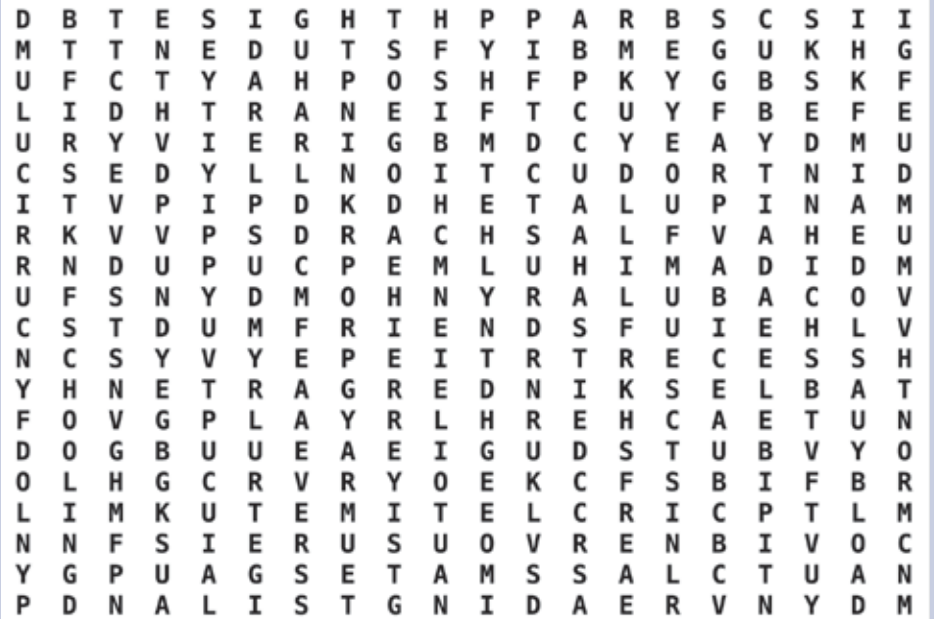 D B T E S I G H T H P P A R B S C S I I
M T T N E D U T S F Y I B M E G U K H G
U F C T Y A H P O S H F P K Y G B S K F
L I D H T R A N E I F T C U Y F B E F E
U R Y V I E R I G B M D C Y E A Y D M U
C S E D Y L L N O I T C U D O R T N I D
I T V P I P D K D H E T A L U P I N A M
R K V V P S D R A C H S A L F V A H E U
R N D U P U C P E M L U H I M A D I D M
U F S N Y D M O H N Y R A L U B A C O V
C S T D U M F R I E N D S F U I E H L V
N C S Y V Y E P E I T R T R E C E S S H
Y H N E T R A G R E D N I K S E L B A T
F O V G P L A Y R L H R E H C A E T U N
D O G B U U E A E I G U D S T U B V Y O
O L H G C R V R Y O E K C F S B I F B R
L I M K U T E M I T E L C R I C P T L M
N N F S I E R U S U O V R E N B I V O C
Y G P U A G S E T A M S S A L C T U A N
P D N A L I S T G N I D A E R V N Y D M